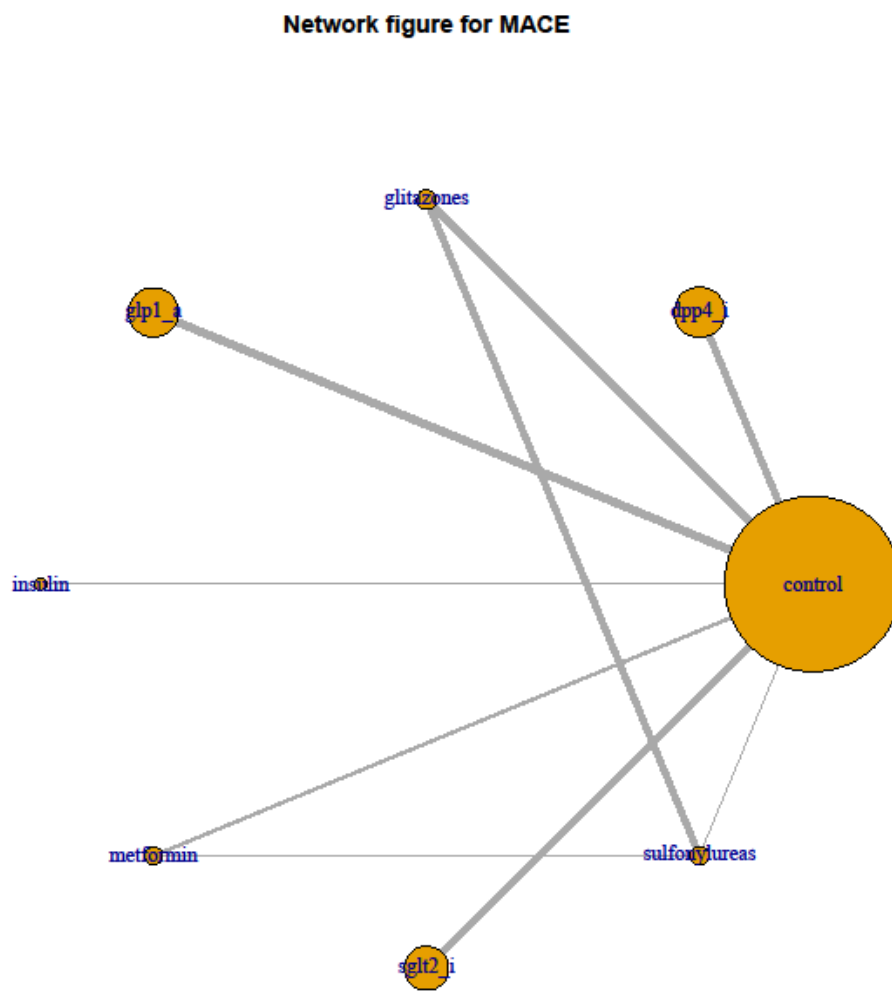 Network figure for MACE
glitazones
glp1_a
dpp4_i
insulin
control
metformin
sulfonylureas
sglt2_i